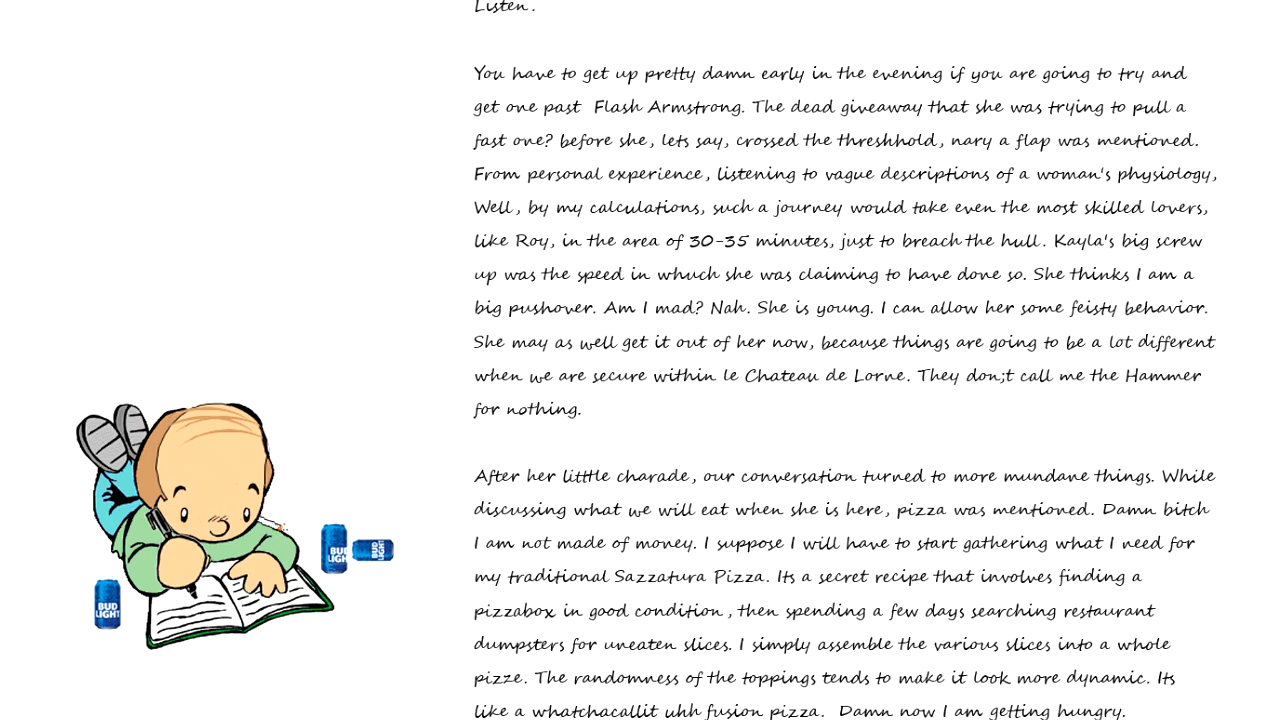 Listen.
You have to get up pretty damn early in the evening if you are going to try and
get one past Flash Armstrong. The dead giveaway that she was trying to pull a
fast one? before she, lets say, crossed the threshhold, nary a flap was mentioned.
From personal experience, listening to vague descriptions of a woman's physiology,
Well, by my calculations, such a journey would take even the most skilled lovers,
like Roy, in the area of 30-35 minutes, just to breach the hull. Kayla's big screw
up was the speed in whuch she was claiming to have done so. She thinks I am a
big pushover. Am I mad? Nah. She is young. I can allow her some feisty behavior.
She may as well get it out of her now, because things are going to be a lot different
when we are secure within le Chateau de Lorne. They don;t call me the Hammer
for nothing.
After her little charade, our conversation turned to more mundane things. While
discussing what we will eat when she is here, pizza was mentioned. Damn bitch
I am not made of money. I suppose I will have to start gathering what I need for
my traditional Sazzatura Pizza. Its a secret recipe that involves finding a
pizzabox in good condition, then spending a few days searching restaurant
dumpsters for uneaten slices. I simply assemble the various slices into a whole
pizze. The randomness of the toppings tends to make it look more dynamic. Its
like a whatchacallit uhh fusion pizza. Damn now I am getting hungry.
BUD
LIGHT
BUD
LIGHT
BUD
LIGHT